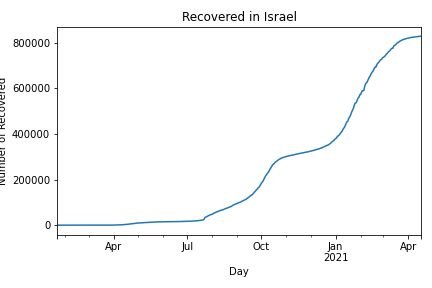 Recovered in Israel
800000
600000
400000
200000
0
Number of Recovered
Apr
Jul
Oct
Jan
2021
Apr
Day